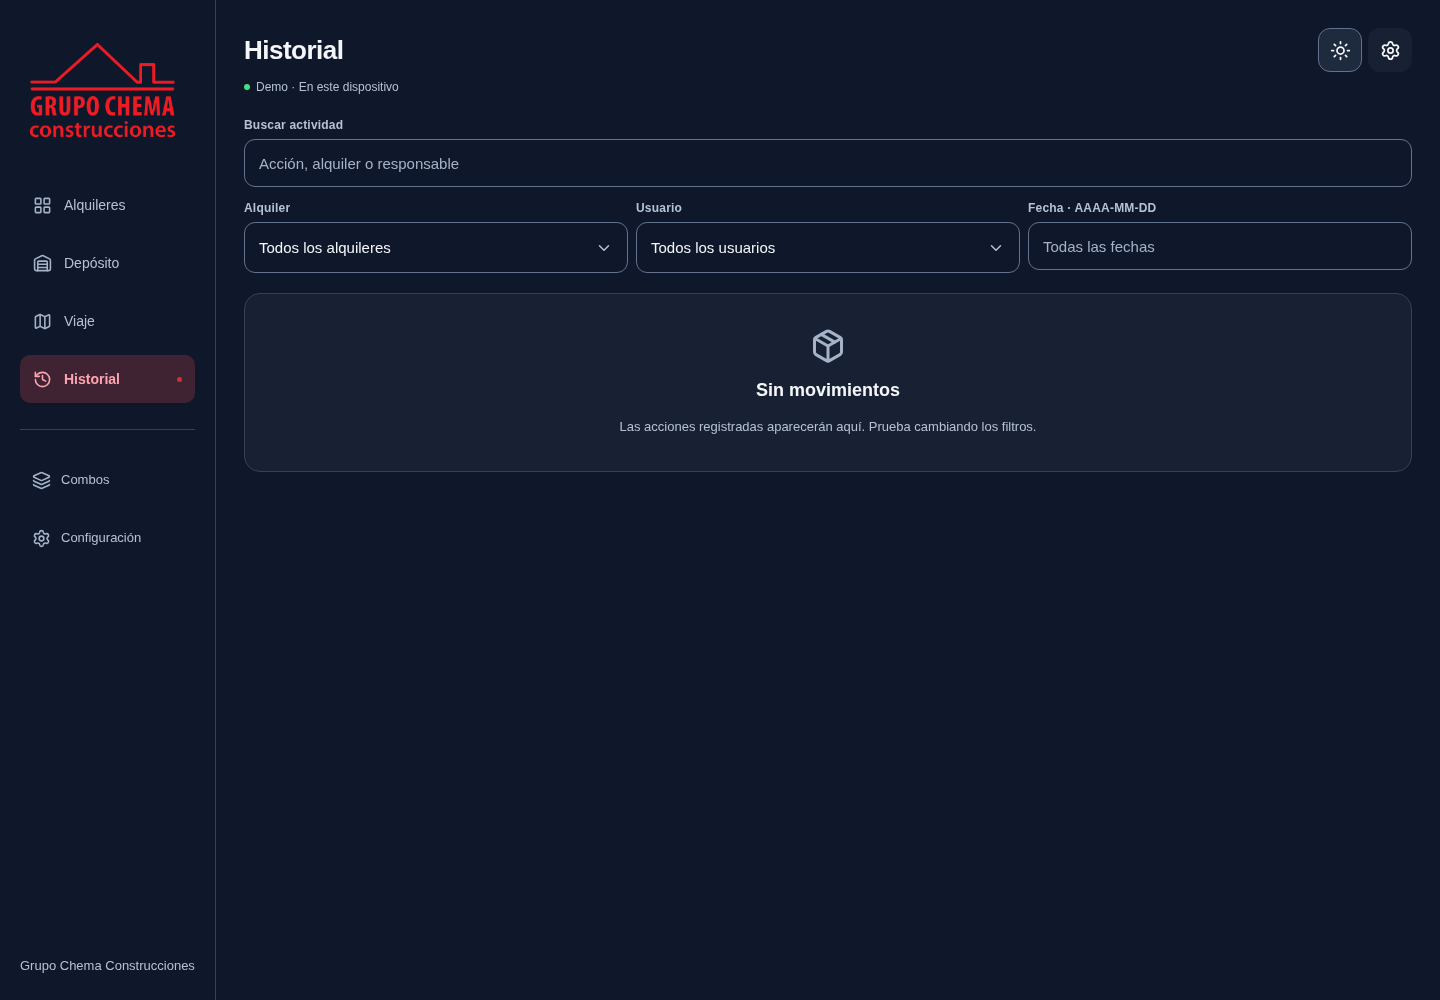 GRUPO CHEMA
construcciones
Alquileres
Depósito
Viaje
Historial
Combos
Configuración
Grupo Chema Construcciones
Historial
Demo · En este dispositivo
Buscar actividad
Acción, alquiler o responsable
Alquiler
Usuario
Fecha · AAAA-MM-DD
Todos los alquileres
Todos los usuarios
Todas las fechas
Sin movimientos
Las acciones registradas aparecerán aquí. Prueba cambiando los filtros.